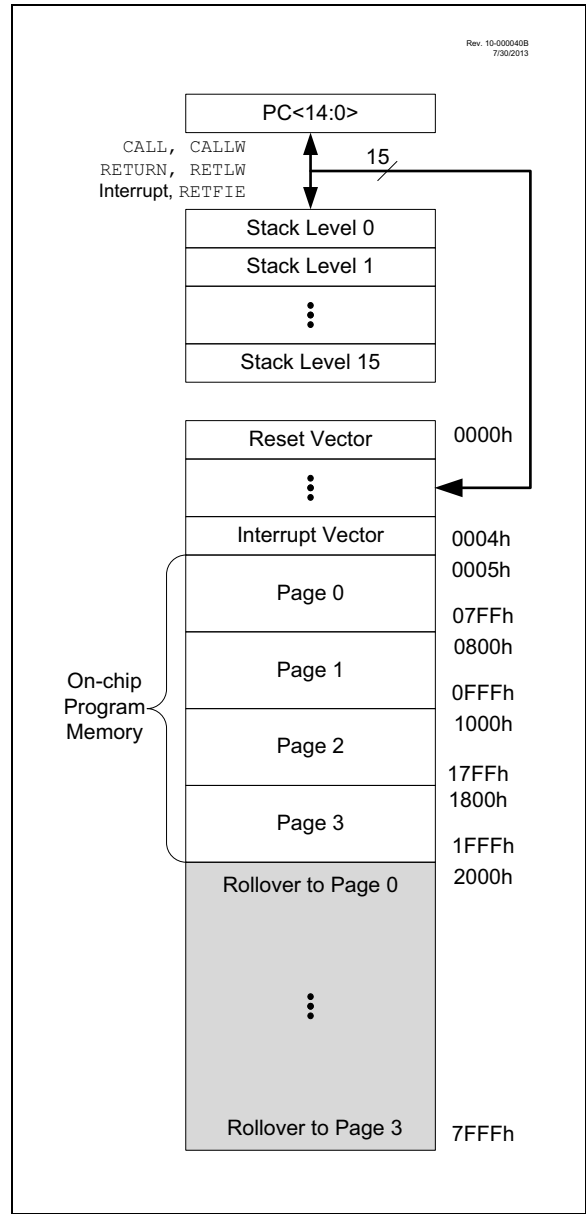 Rev. 10-000040B
7/30/2013
PC<14:0>
CALL, CALLW
RETURN, RETLW
Interrupt, RETFIE
15
Stack Level 0
Stack Level 1
Stack Level 15
Reset Vector
0000h
Interrupt Vector
0004h
0005h
Page 0
07FFh
0800h
Page 1
0FFFh
1000h
Page 2
17FFh
1800h
Page 3
1FFFh
On-chip
Program
Memory
Rollover to Page 0
2000h
Rollover to Page 3
7FFFh